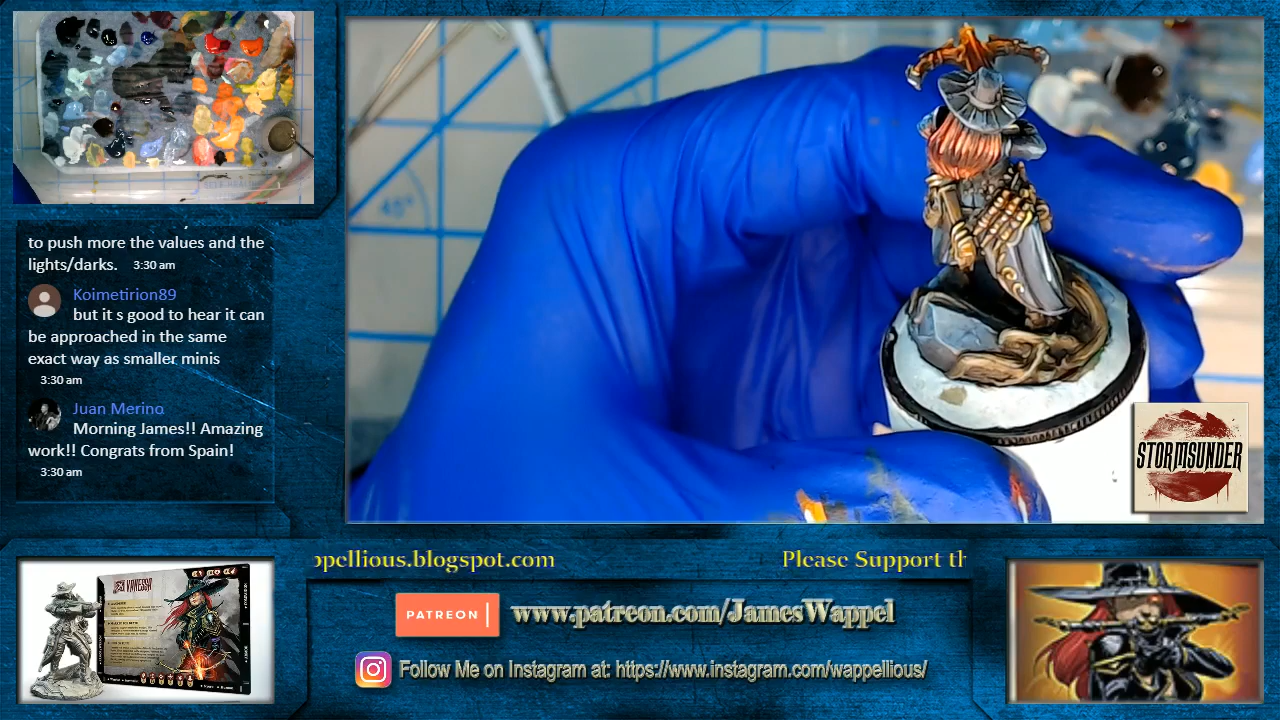 to push more the values and the
lights/darks. 3:30 am
Koimetirion89
but it s good to hear it can
be approached in the same
exact way as smaller minis
3:30 am
Juan Merino
Morning James!! Amazing
work!! Congrats from Spain!
3:30 am
STORMSUNDER
VANESSA
ppellious.blogspot.com Please Support th
PATREON www.patreon.com/JamesWappel
Follow Me on Instagram at: https://www.instagram.com/wappellious/